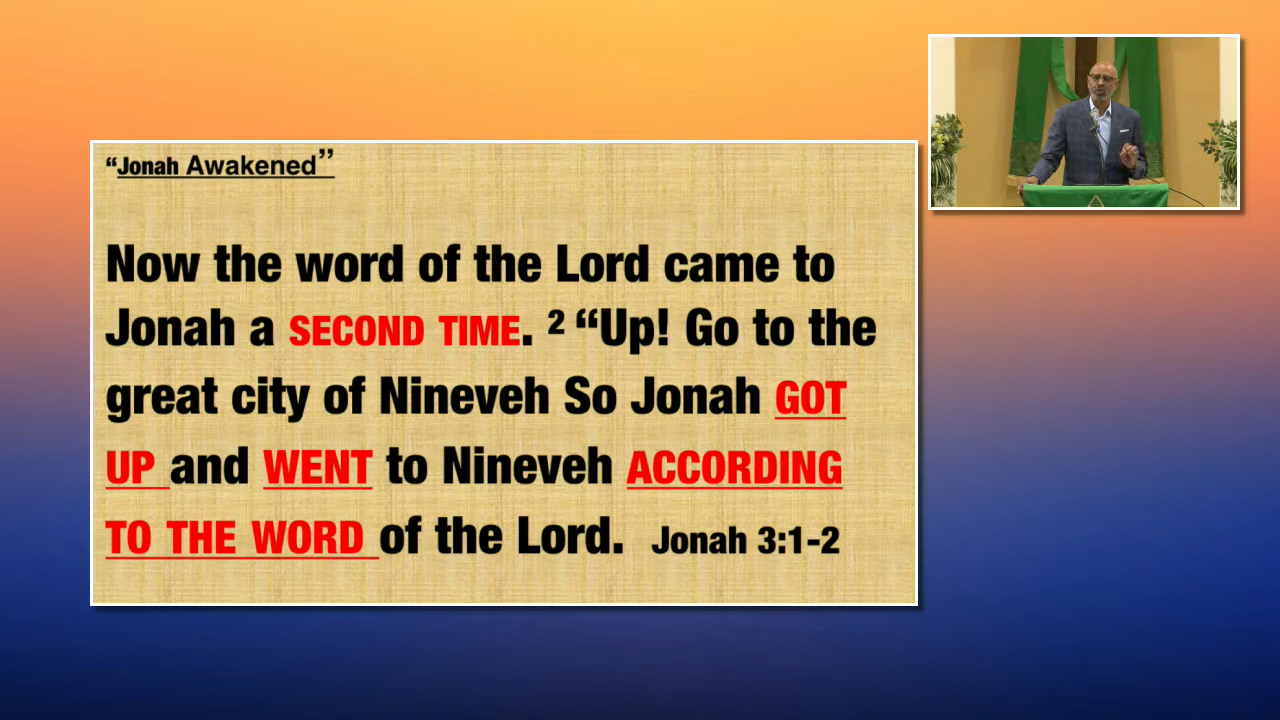 “Jonah Awakened”
Now the word of the Lord came to
Jonah a SECOND TIME. 2 “Up! Go to the
great city of Nineveh So Jonah GOT
UP and WENT to Nineveh ACCORDING
TO THE WORD of the Lord. Jonah 3:1-2